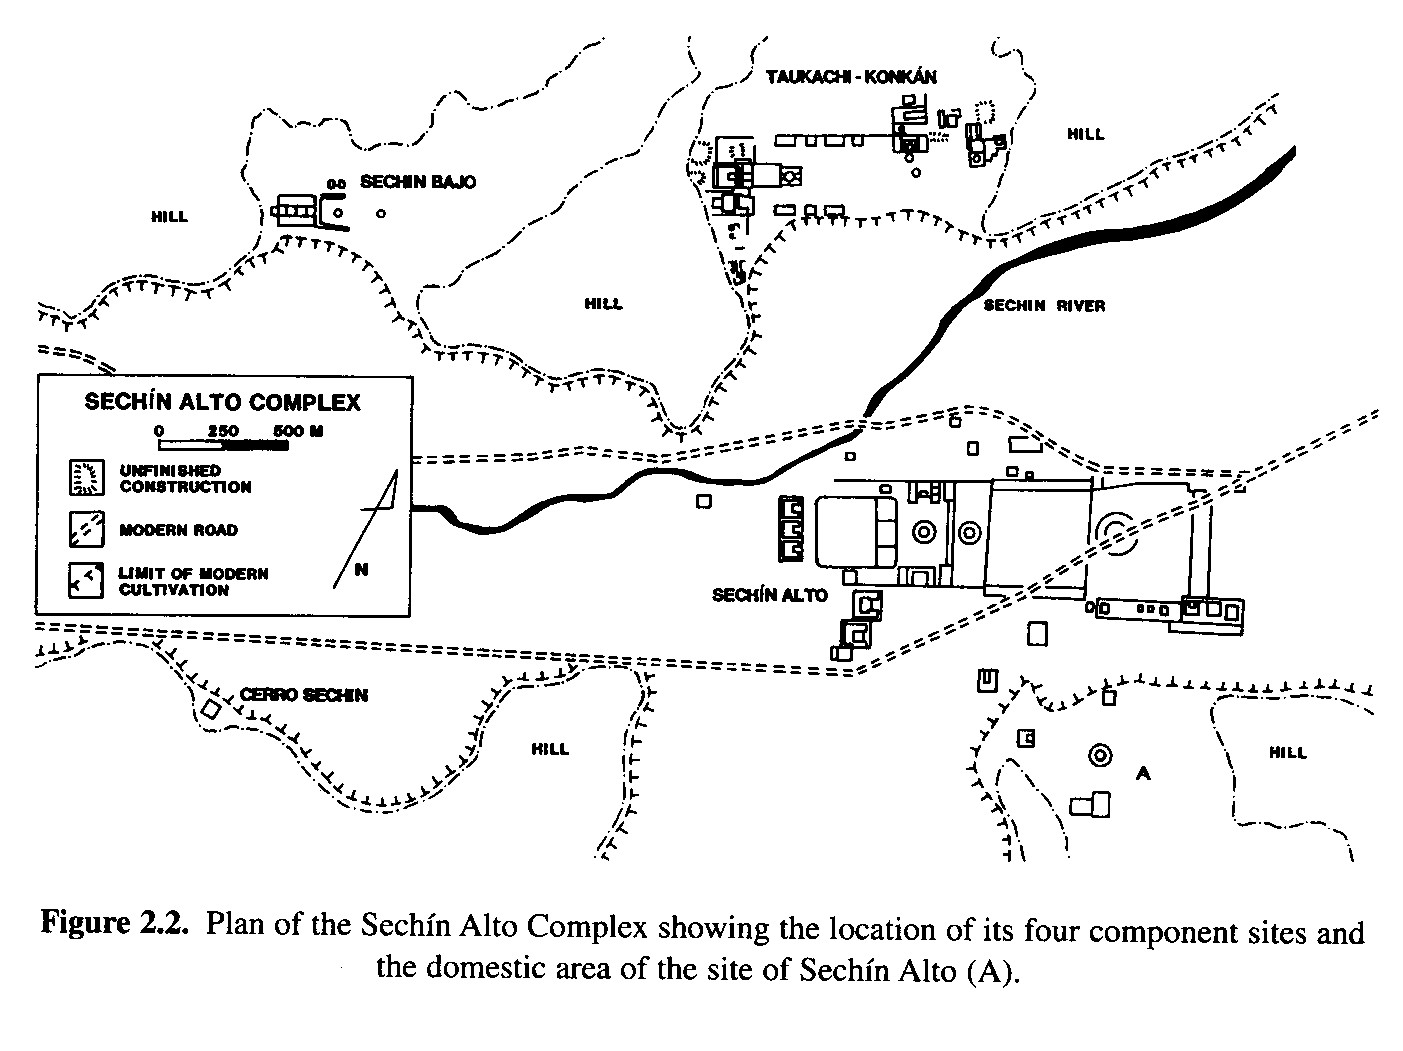 TAUKACHI - KONKÁN
HILL
SECHIN BAJO
HILL
HILL
SECHIN RIVER
SECHÍN ALTO COMPLEX
0 250 500 M
UNFINISHED
CONSTRUCTION
MODERN ROAD
LIMIT OF MODERN
CULTIVATION
N
SECHÍN ALTO
CERRO SECHIN
HILL
HILL
A
Figure 2.2. Plan of the Sechín Alto Complex showing the location of its four component sites and
the domestic area of the site of Sechín Alto (A).